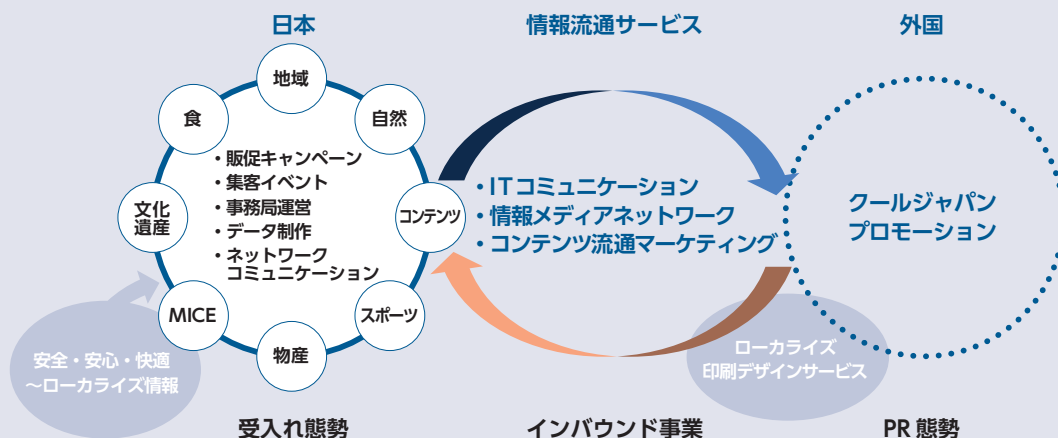 日本
情報流通サービス
外国
地域
食
自然
・販促キャンペーン
・集客イベント
・事務局運営
・データ制作
・ネットワーク
コミュニケーション
文化
遺産
コンテンツ
MICE
スポーツ
物産
・ITコミュニケーション
・情報メディアネットワーク
・コンテンツ流通マーケティング
クールジャパン
プロモーション
安全・安心・快適
~ローカライズ情報
ローカライズ
印刷デザインサービス
受入れ態勢
インバウンド事業
PR 態勢